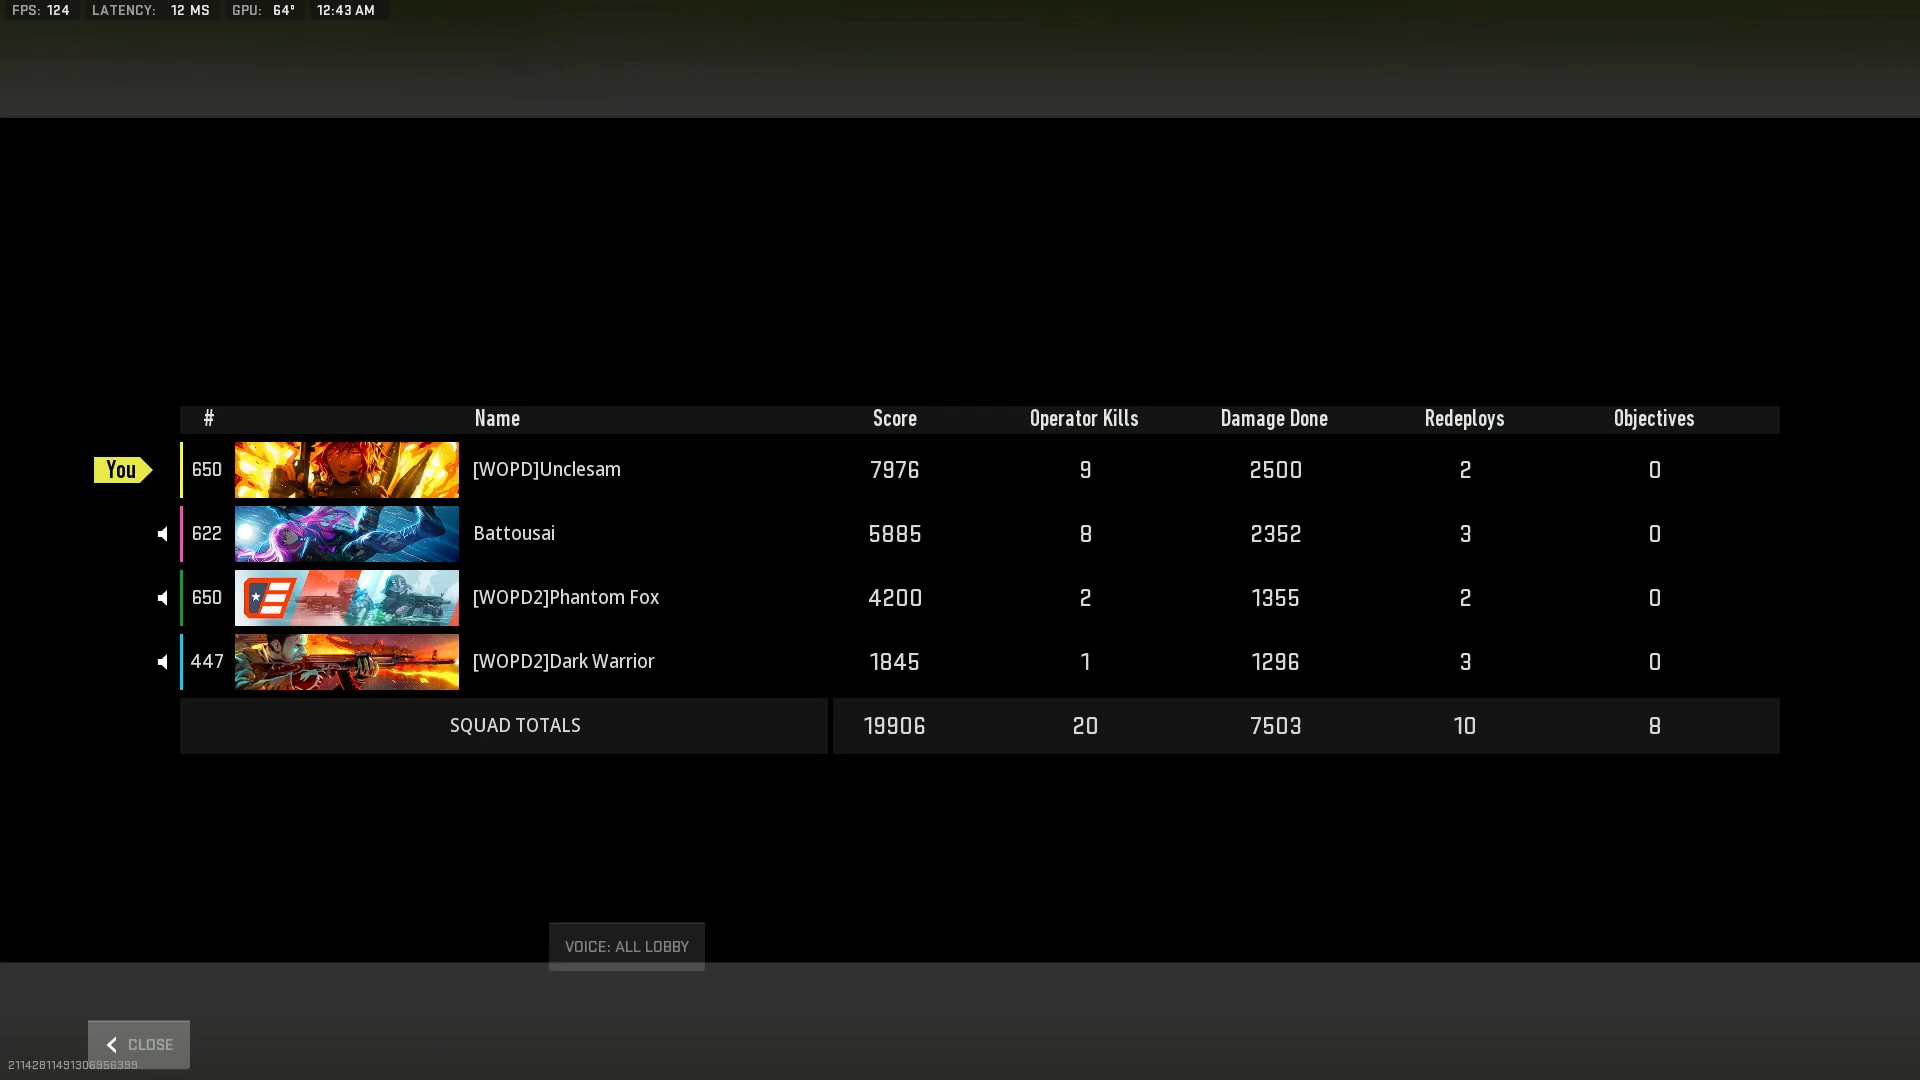 FPS: 124 LATENCY: 12 MS GPU: 64° 12:43 AM
# Name Score Operator Kills Damage Done Redeploys Objectives
You 650 [WOPD]Unclesam 7976 9 2500 2 0
622 Battousai 5885 8 2352 3 0
650 [WOPD2]Phantom Fox 4200 2 1355 2 0
447 [WOPD2]Dark Warrior 1845 1 1296 3 0
SQUAD TOTALS 19906 20 7503 10 8
VOICE: ALL LOBBY
CLOSE
21142811491306956399